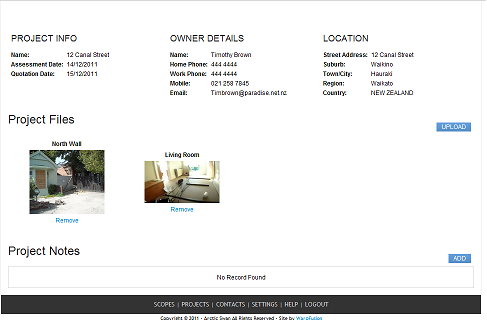 PROJECT INFO
Name: 12 Canal Street
Assessment Date: 14/12/2011
Quotation Date: 15/12/2011
OWNER DETAILS
Name: Timothy Brown
Home Phone: 444 4444
Work Phone: 444 4444
Mobile: 021 258 7845
Email: Timbrown@paradise.net.nz
LOCATION
Street Address: 12 Canal Street
Suburb: Waikino
Town/City: Hauraki
Region: Waikato
Country: NEW ZEALAND
Project Files
UPLOAD
North Wall
Remove
Living Room
Remove
Project Notes
ADD
No Record Found
SCOPES | PROJECTS | CONTACTS | SETTINGS | HELP | LOGOUT
Copyright © 2011 - Arctic Swan All Rights Reserved - Site by WarpFusion